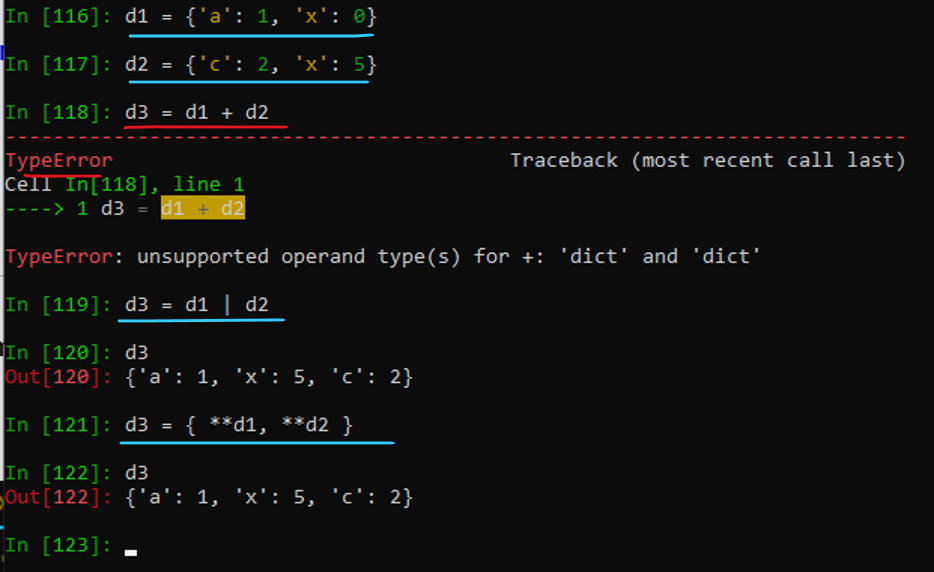 In [116]: d1 = {'a': 1, 'x': 0}
In [117]: d2 = {'c': 2, 'x': 5}
In [118]: d3 = d1 + d2
---------------------------------------------------------------------------
TypeError                                 Traceback (most recent call last)
Cell In[118], line 1
----> 1 d3 = d1 + d2
TypeError: unsupported operand type(s) for +: 'dict' and 'dict'
In [119]: d3 = d1 | d2
In [120]: d3
Out[120]: {'a': 1, 'x': 5, 'c': 2}
In [121]: d3 = { **d1, **d2 }
In [122]: d3
Out[122]: {'a': 1, 'x': 5, 'c': 2}
In [123]: